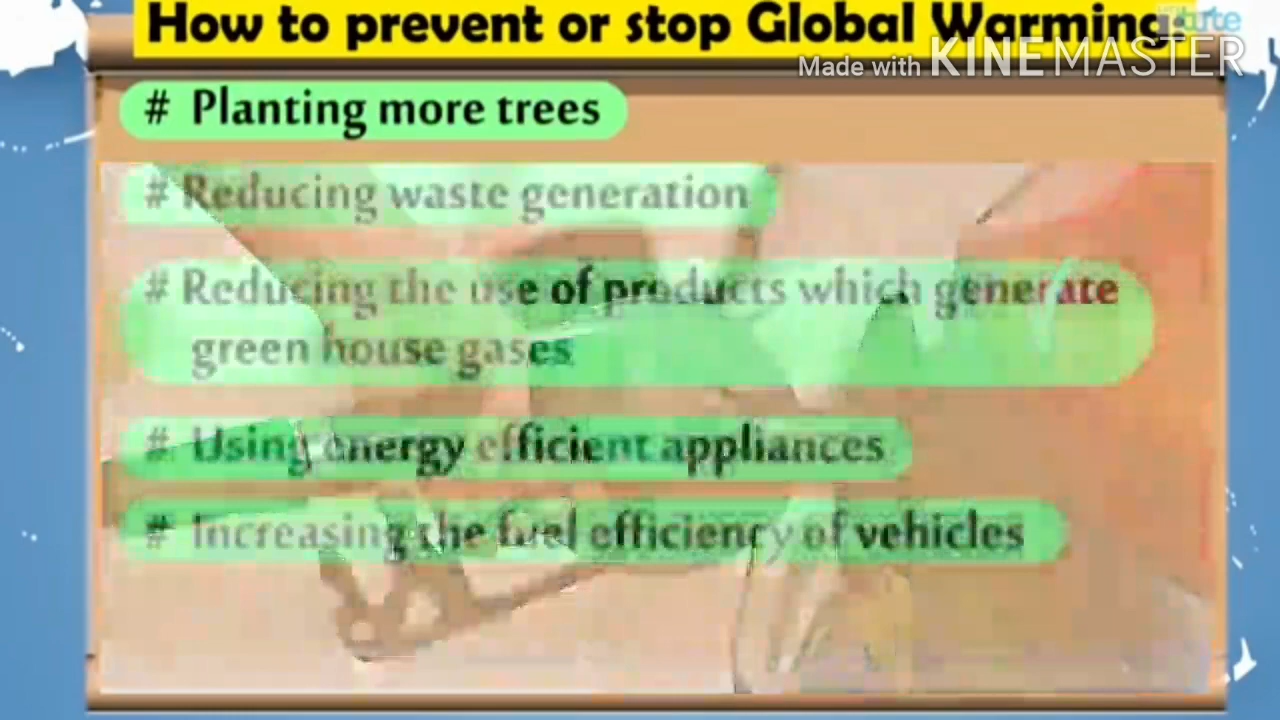 How to prevent or stop Global Warming
Made with KINEMASTER
# Planting more trees
# Reducing waste generation
# Reducing the use of products which generate
green house gases
# Using energy efficient appliances
# Increasing the fuel efficiency of vehicles